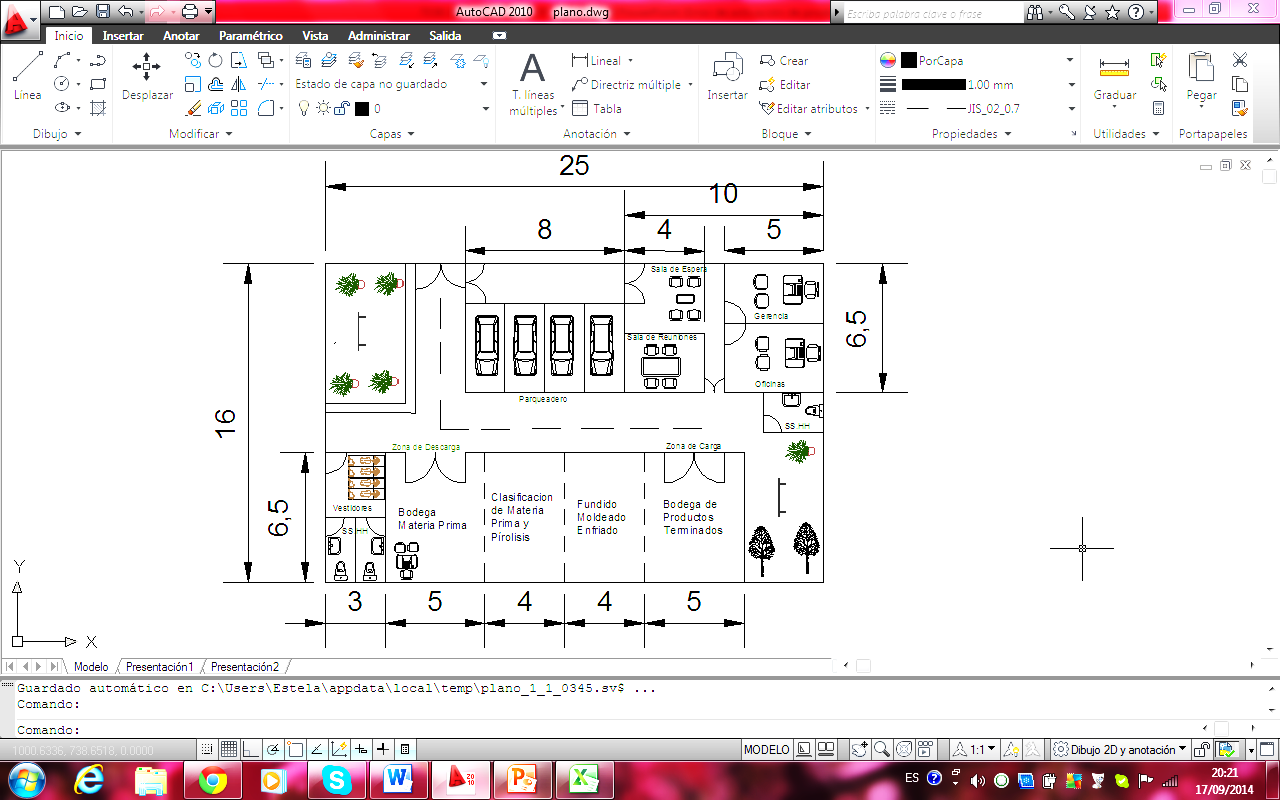 AutoCAD 2010 plano.dwg
Escriba palabra clave o frase
Inicio Insertar Anotar Paramétrico Vista Administrar Salida
Línea
Desplazar
Estado de capa no guardado
0
T. líneas
múltiples
Lineal
Directriz múltiple
Tabla
Insertar
Crear
Editar
Editar atributos
PorCapa
1.00 mm
JIS_02_0.7
Graduar
Pegar
Dibujo Modificar Capas Anotación Bloque Propiedades Utilidades Portapapeles
25
10
8 4 5
Sala de Espera
Gerencia
6,5
Sala de Reuniones
Oficinas
Parqueadero
16
SS HH
Zona de Descarga
Zona de Carga
6,5
Vesticores
SS HH
Bodega
Materia Prima
Clasificacion
de Materia
Prima y
Pírolisis
Fundido
Moldeado
Enfriado
Bodega de
Productos
Terminados
Y
X
3 5 4 4 5
Modelo Presentación1 Presentación2
Guardado automático en C:\Users\Estela\appdata\local\temp\plano_1_1_0345.sv$ ...
Comando:
Comando:
1000.6336, 738.6518, 0.0000
MODELO
1:1
Dibujo 2D y anotación
ES
20:21
17/09/2014